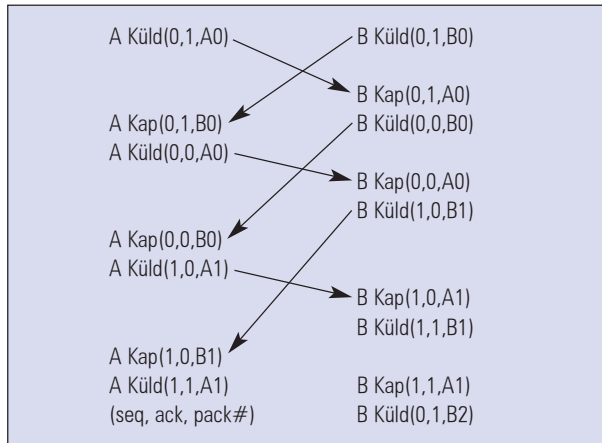 A Küld(0,1,A0)
B Küld(0,1,B0)
B Kap(0,1,A0)
A Kap(0,1,B0)
B Küld(0,0,B0)
A Küld(0,0,A0)
B Kap(0,0,A0)
B Küld(1,0,B1)
A Kap(0,0,B0)
A Küld(1,0,A1)
B Kap(1,0,A1)
B Küld(1,1,B1)
A Kap(1,0,B1)
A Küld(1,1,A1)
B Kap(1,1,A1)
(seq, ack, pack#)
B Küld(0,1,B2)